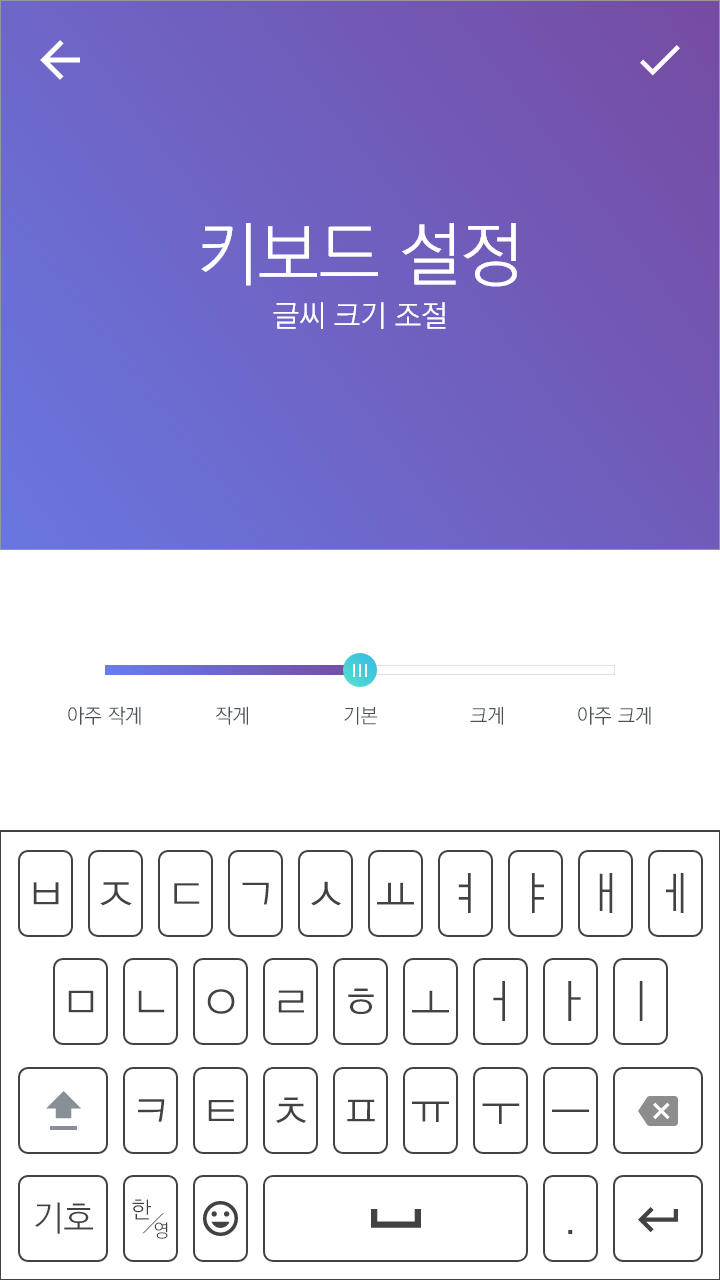 키보드 설정
글씨 크기 조절
아주 작게 작게 기본 크게 아주 크게
ㅂ ㅈ ㄷ ㄱ ㅅ ㅛ ㅕ ㅑ ㅐ ㅔ
ㅁ ㄴ ㅇ ㄹ ㅎ ㅗ ㅓ ㅏ ㅣ
ㅋ ㅌ ㅊ ㅍ ㅠ ㅜ ㅡ
기호 한/영 .